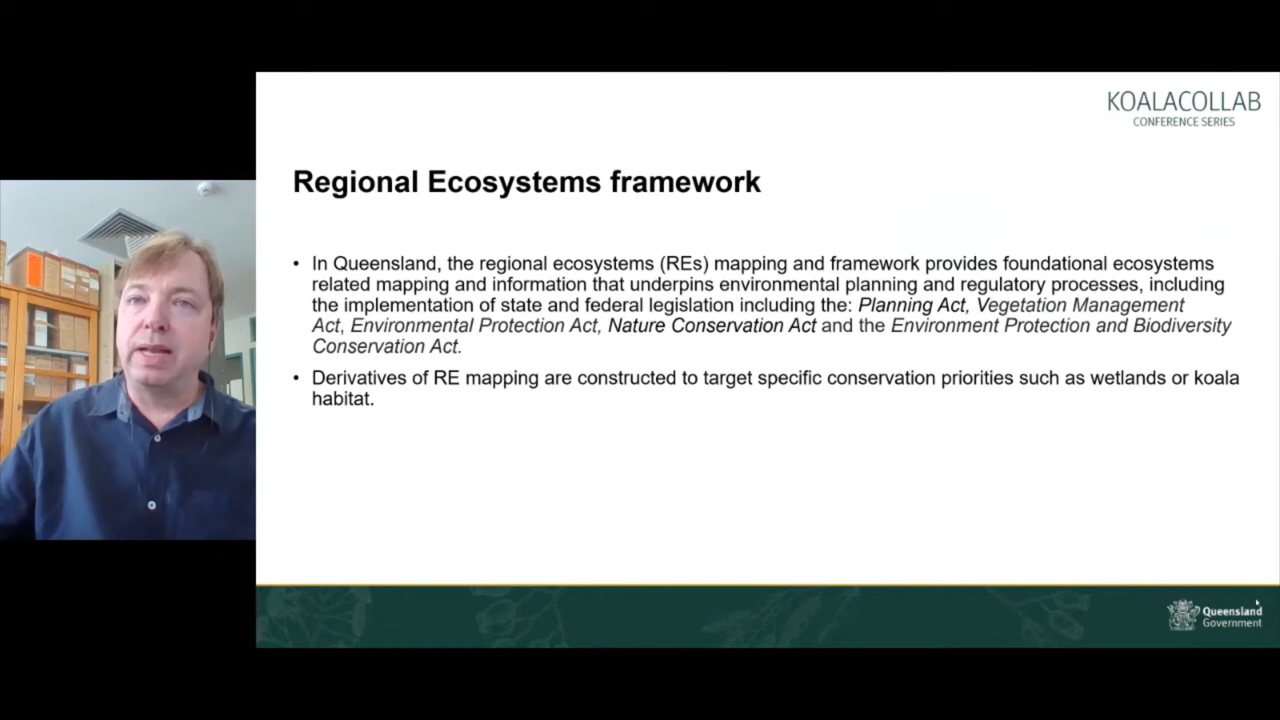 KOALACOLLAB
CONFERENCE SERIES
Regional Ecosystems framework
• In Queensland, the regional ecosystems (REs) mapping and framework provides foundational ecosystems
related mapping and information that underpins environmental planning and regulatory processes, including
the implementation of state and federal legislation including the: Planning Act, Vegetation Management
Act, Environmental Protection Act, Nature Conservation Act and the Environment Protection and Biodiversity
Conservation Act.
• Derivatives of RE mapping are constructed to target specific conservation priorities such as wetlands or koala
habitat.
Queensland
Government